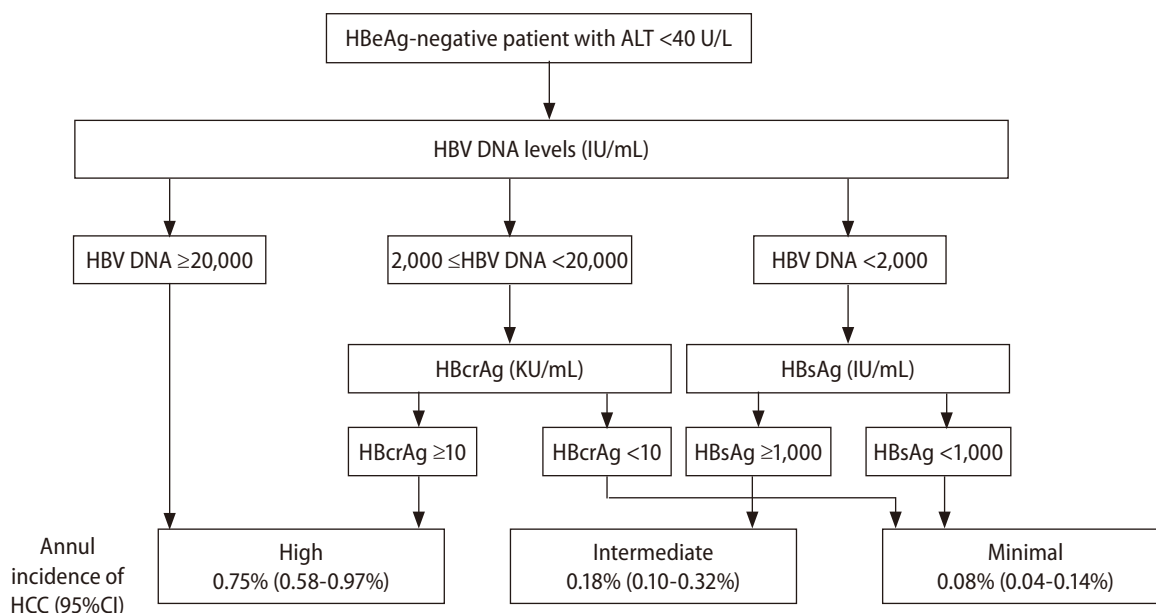 HBeAg-negative patient with ALT <40 U/L
HBV DNA levels (IU/mL)
HBV DNA ≥20,000
2,000 ≤HBV DNA <20,000
HBV DNA <2,000
HBcrAg (KU/mL)
HBsAg (IU/mL)
HBcrAg ≥10
HBcrAg <10
HBsAg ≥1,000
HBsAg <1,000
Annul
incidence of
HCC (95%CI)
High
0.75% (0.58-0.97%)
Intermediate
0.18% (0.10-0.32%)
Minimal
0.08% (0.04-0.14%)